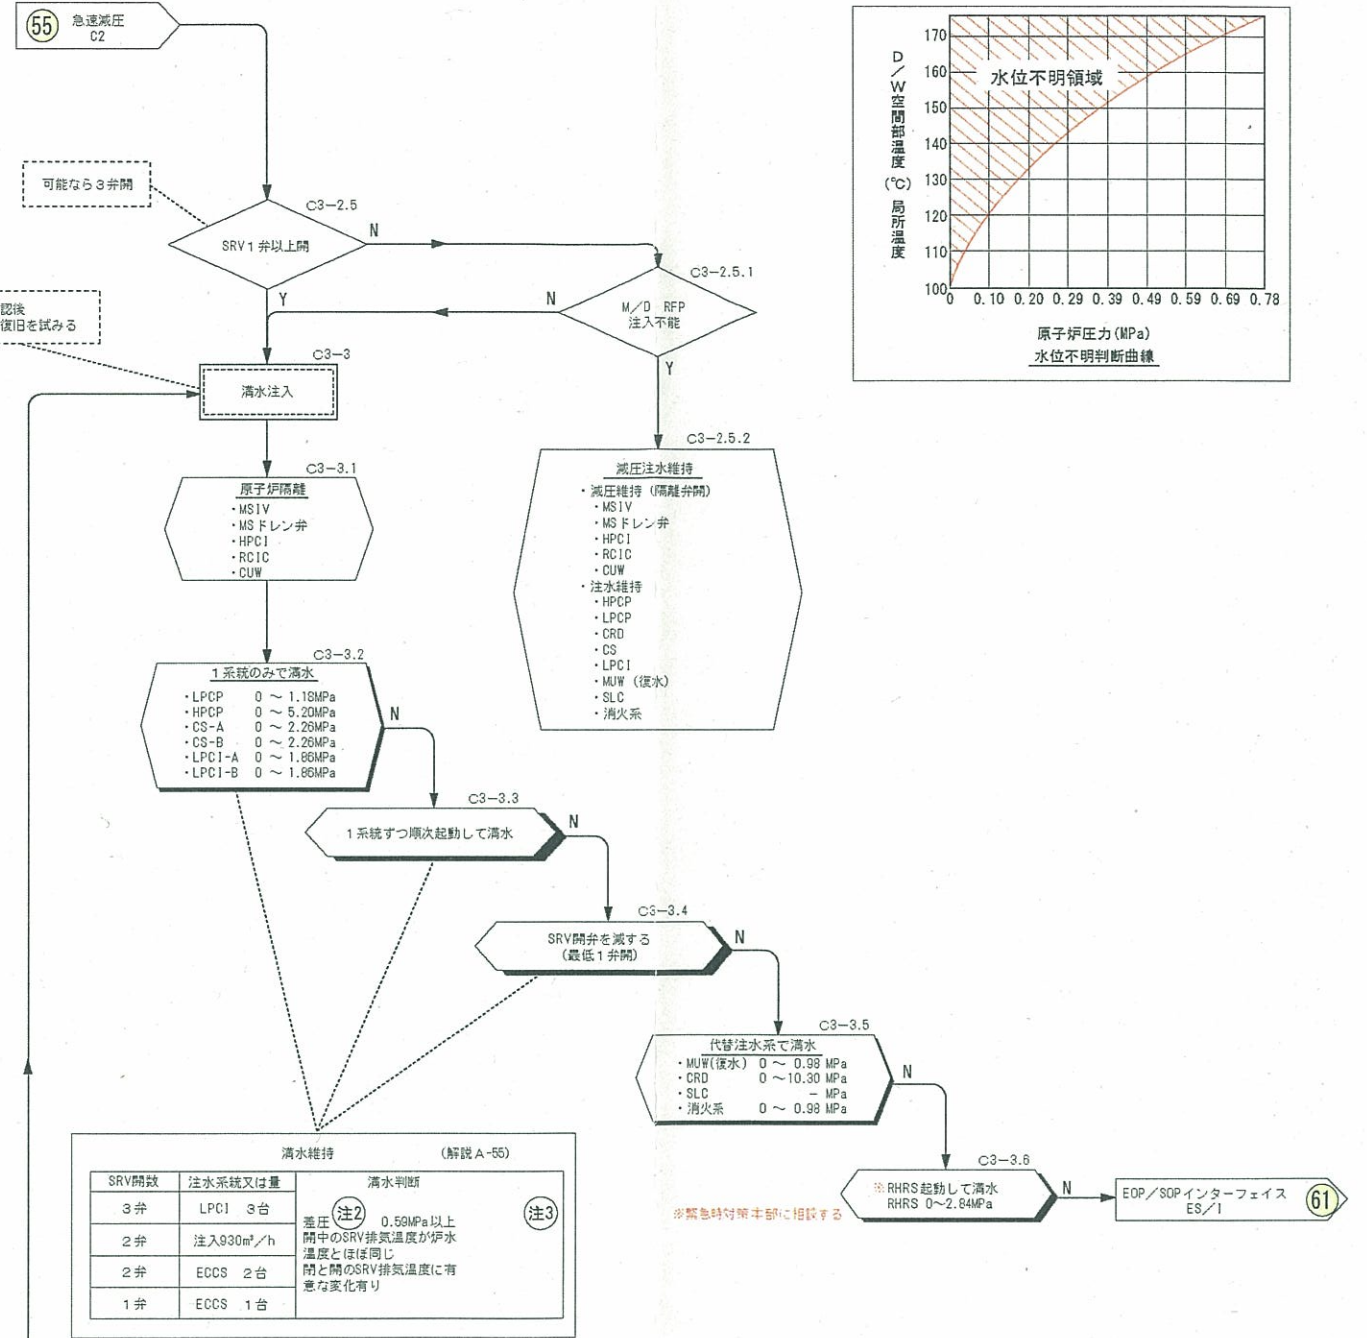 55
急速減圧
C2
可能なら3弁開
C3-2.5
SRV1弁以上開
N
Y
C3-2.5.1
M/D RFP
注入不能
N
Y
認後
復旧を試みる
C3-3
満水注入
C3-3.1
原子炉隔離
・MSIV
・MSドレン弁
・HPCI
・RCIC
・CUW
C3-2.5.2
減圧注水維持
・減圧維持（隔離弁開）
・MSIV
・MSドレン弁
・HPCI
・RCIC
・CUW
・注水維持
・HPCP
・LPCP
・CRD
・CS
・LPCI
・MUW（復水）
・SLC
・消火系
C3-3.2
1系統のみで満水
・LPCP 0 ～ 1.18MPa
・HPCP 0 ～ 5.20MPa
・CS-A 0 ～ 2.26MPa
・CS-B 0 ～ 2.26MPa
・LPCI-A 0 ～ 1.86MPa
・LPCI-B 0 ～ 1.86MPa
N
C3-3.3
1系統ずつ順次起動して満水
N
C3-3.4
SRV開弁を減する
(最低1弁開)
N
C3-3.5
代替注水系で満水
・MUW(復水) 0 ～ 0.98 MPa
・CRD 0 ～10.30 MPa
・SLC － MPa
・消火系 0 ～ 0.98 MPa
N
C3-3.6
※RHRS起動して満水
RHRS 0～2.84MPa
N
※緊急時対策本部に相談する
EOP／SOPインターフェイス
ES／I
61
満水維持 (解説A-55)
SRV開数 注水系統又は量 満水判断
3弁 LPCI 3台
2弁 注入930m³／h
2弁 ECCS 2台
1弁 ECCS 1台
差圧 注2 0.59MPa以上 注3
開中のSRV排気温度が炉水
温度とほぼ同じ
閉と開のSRV排気温度に有
意な変化有り
D／W空間部温度(℃)局所温度
170
160
150
140
130
120
110
100
水位不明領域
0 0.10 0.20 0.29 0.39 0.49 0.59 0.69 0.78
原子炉圧力(MPa)
水位不明判断曲線